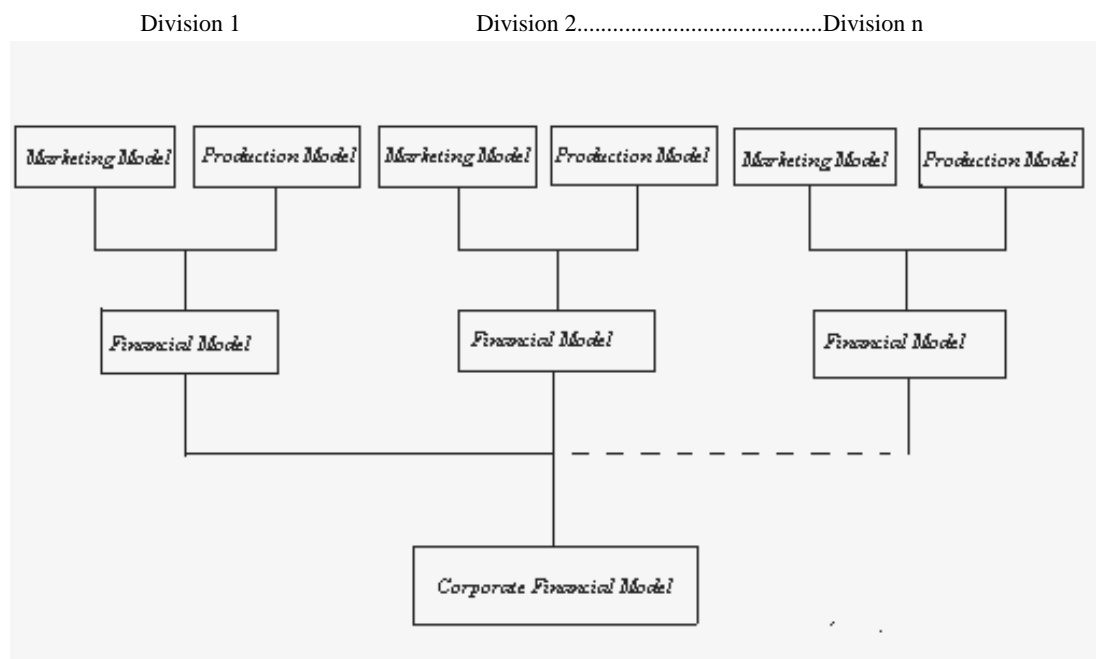 Division 1 Division 2.........................................Division n
Marketing Model Production Model Marketing Model Production Model Marketing Model Production Model
Financial Model Financial Model Financial Model
Corporate Financial Model